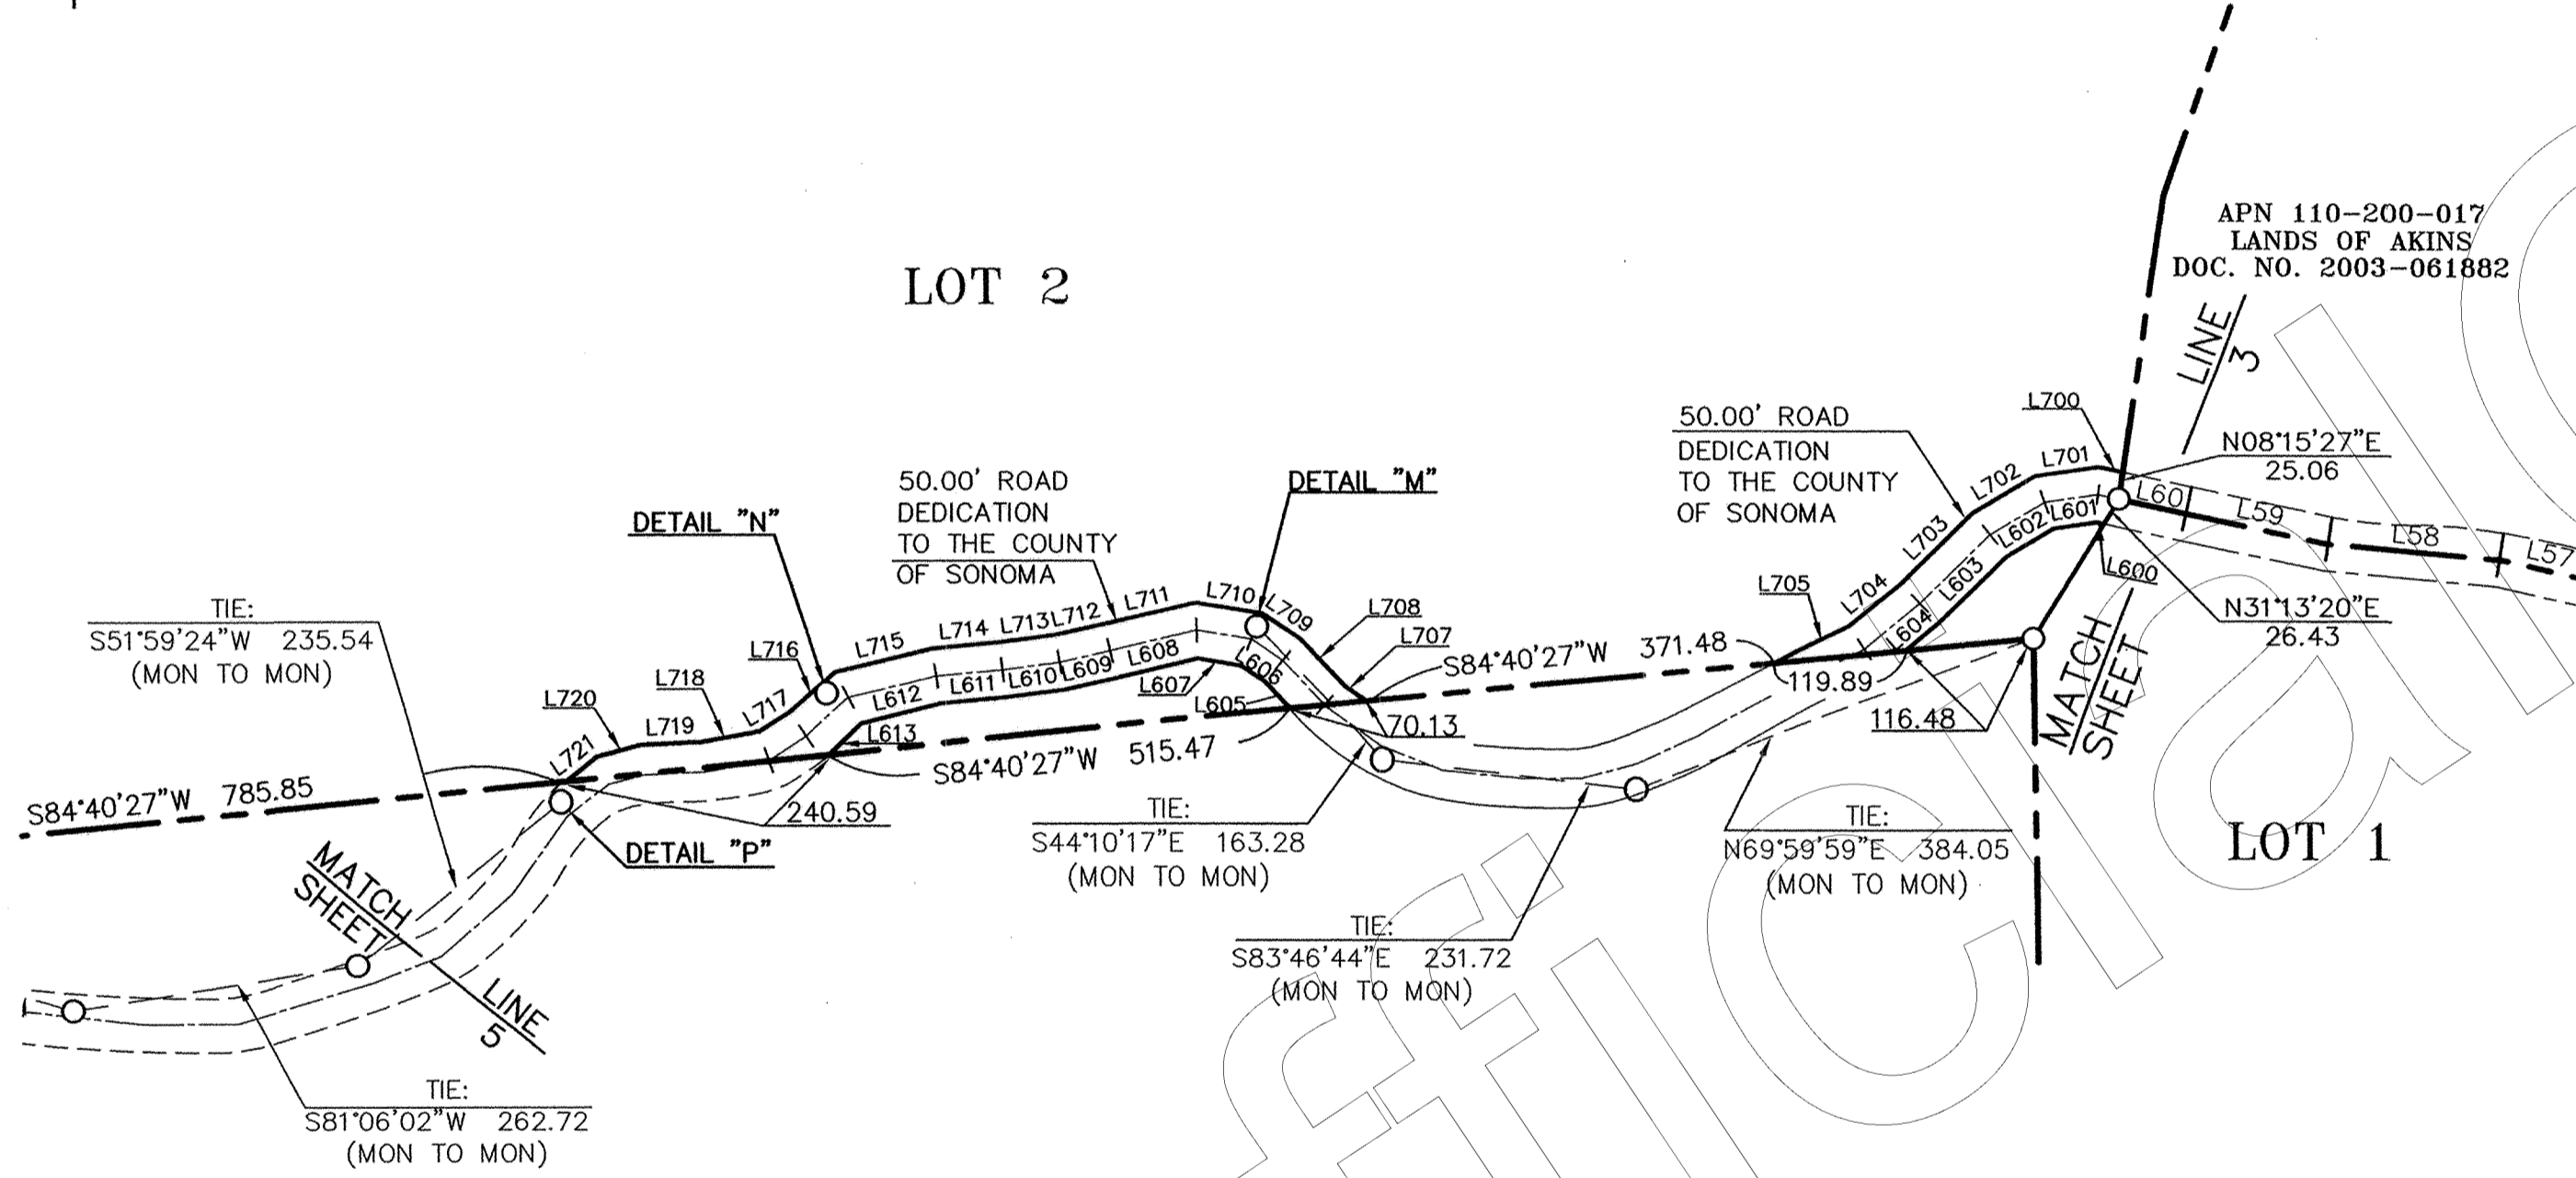 APN 110-200-017
LANDS OF AKINS
DOC. NO. 2003-061882
LOT 2
LINE
3
50.00' ROAD
DEDICATION
TO THE COUNTY
OF SONOMA
L700
L701
L702
L703
L704
L705
N08°15'27"E
25.06
L60
L59
L58
L57
L601
L602
L603
L604
L600
N31°13'20"E
26.43
MATCH
SHEET
50.00' ROAD
DEDICATION
TO THE COUNTY
OF SONOMA
DETAIL "M"
DETAIL "N"
L707
L708
L709
L710
L711
L712
L713
L714
L715
L716
L717
L718
L719
L720
L721
L605
L606
L607
L608
L609
L610
L611
L612
L613
S84°40'27"W 371.48
119.89
116.48
70.13
S84°40'27"W 515.47
240.59
S84°40'27"W 785.85
DETAIL "P"
TIE:
S51°59'24"W 235.54
(MON TO MON)
TIE:
S44°10'17"E 163.28
(MON TO MON)
TIE:
N69°59'59"E 384.05
(MON TO MON)
LOT 1
TIE:
S83°46'44"E 231.72
(MON TO MON)
MATCH
SHEET
LINE
5
TIE:
S81°06'02"W 262.72
(MON TO MON)